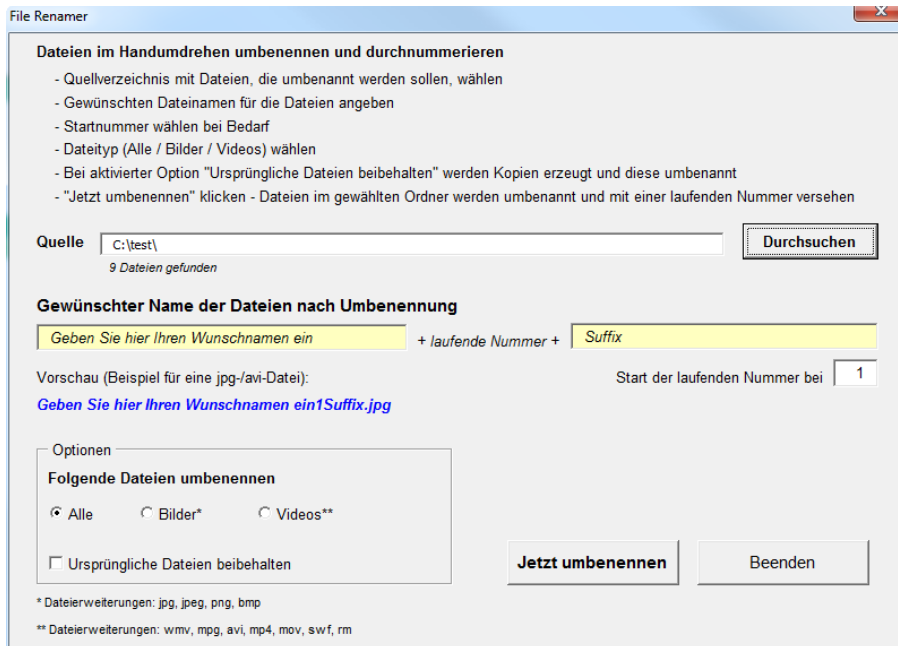 File Renamer
Dateien im Handumdrehen umbenennen und durchnummerieren
- Quellverzeichnis mit Dateien, die umbenannt werden sollen, wählen
- Gewünschten Dateinamen für die Dateien angeben
- Startnummer wählen bei Bedarf
- Dateityp (Alle / Bilder / Videos) wählen
- Bei aktivierter Option "Ursprüngliche Dateien beibehalten" werden Kopien erzeugt und diese umbenannt
- "Jetzt umbenennen" klicken - Dateien im gewählten Ordner werden umbenannt und mit einer laufenden Nummer versehen
Quelle C:\test\ Durchsuchen
9 Dateien gefunden
Gewünschter Name der Dateien nach Umbenennung
Geben Sie hier Ihren Wunschnamen ein + laufende Nummer + Suffix
Vorschau (Beispiel für eine jpg-/avi-Datei): Start der laufenden Nummer bei 1
Geben Sie hier Ihren Wunschnamen ein1Suffix.jpg
Optionen
Folgende Dateien umbenennen
Alle Bilder* Videos**
Ursprüngliche Dateien beibehalten Jetzt umbenennen Beenden
* Dateierweiterungen: jpg, jpeg, png, bmp
** Dateierweiterungen: wmv, mpg, avi, mp4, mov, swf, rm